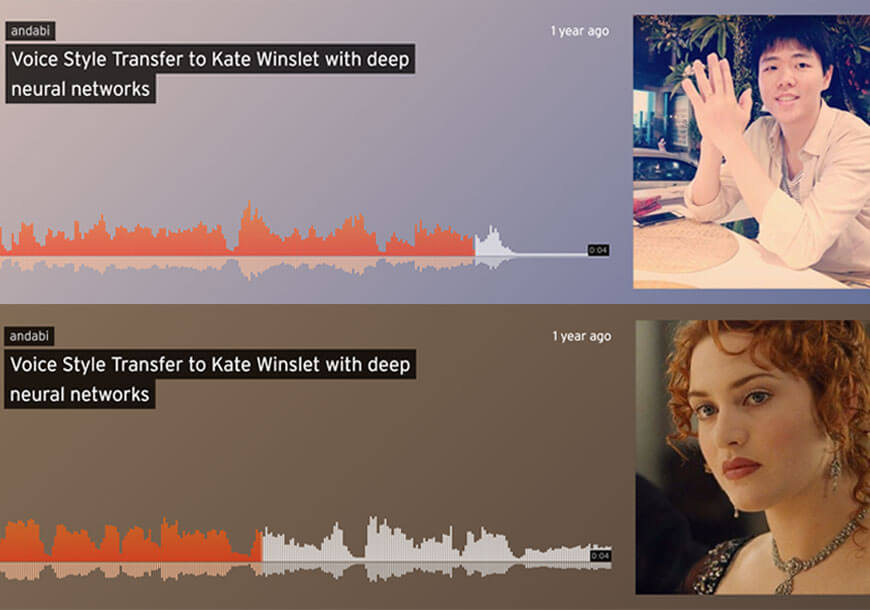 andabi
1 year ago
Voice Style Transfer to Kate Winslet with deep
neural networks
0:04
andabi
1 year ago
Voice Style Transfer to Kate Winslet with deep
neural networks
0:04